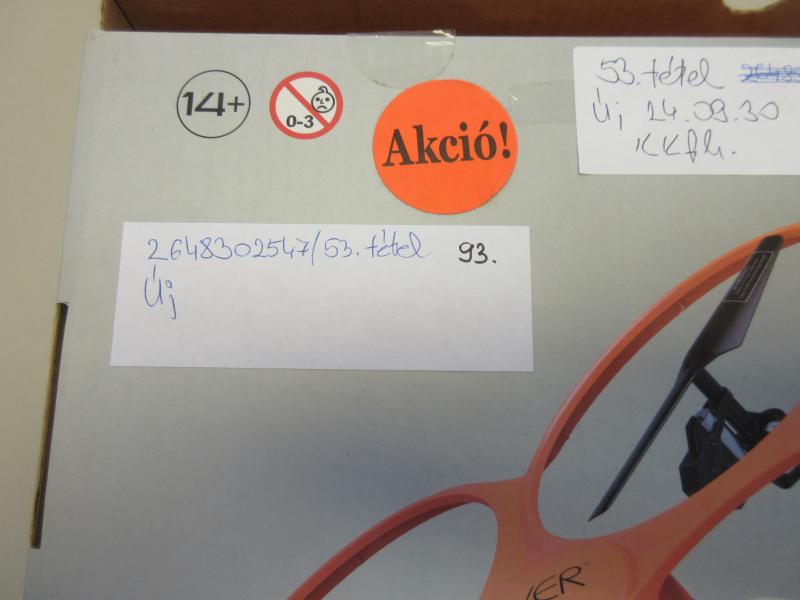 14+
0-3
Akció!
53. tétel
Új 24.09.30
KKfh.
2648302547/53. tétel 93.
Új